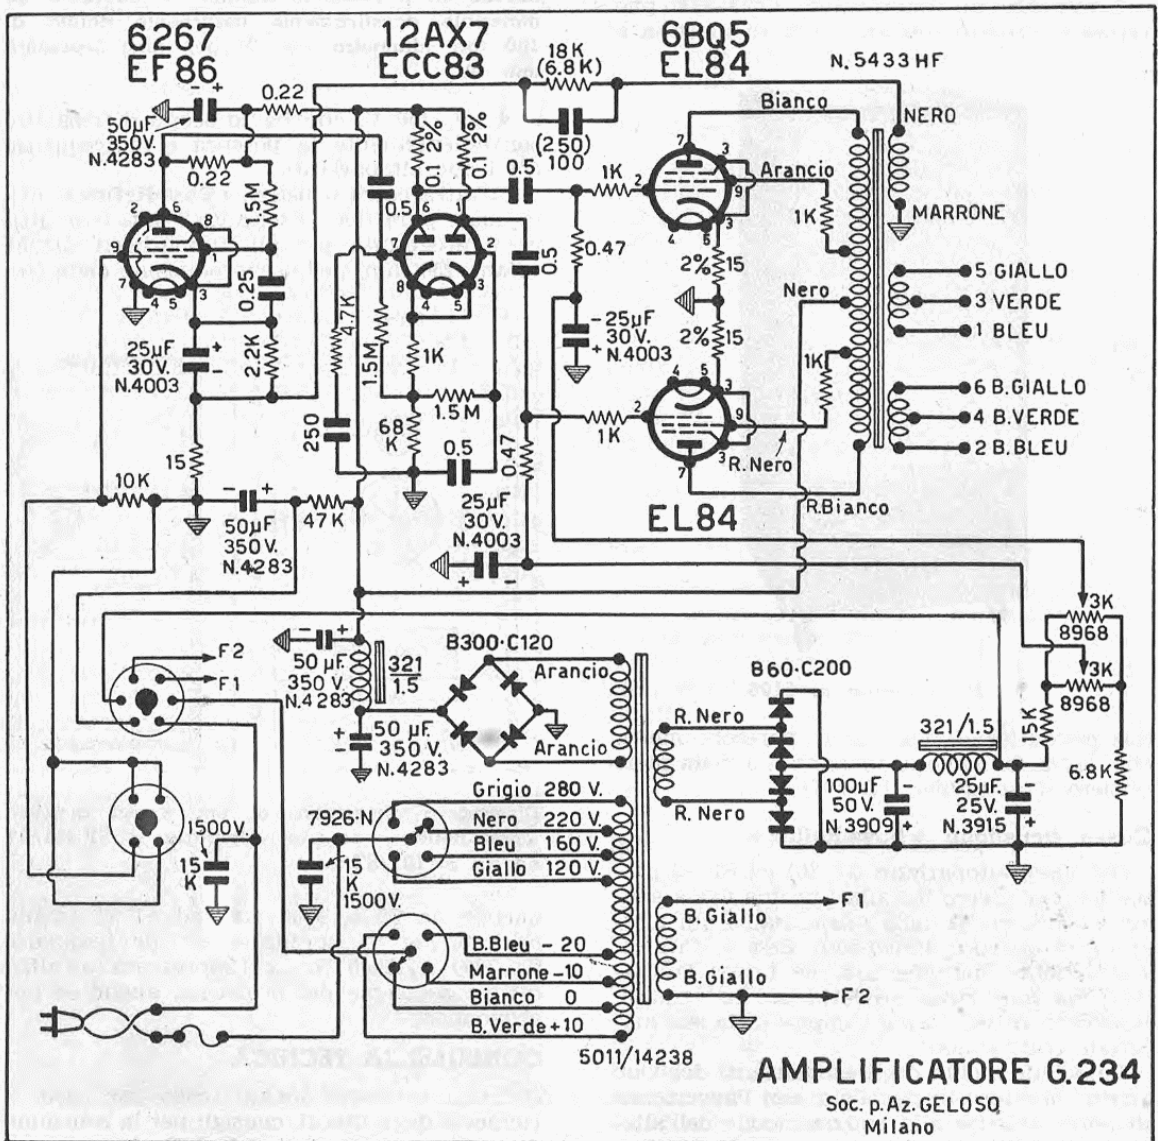 6267
EF86
12AX7
ECC83
6BQ5
EL84
N.5433 HF
18K
(6.8K)
(250)
100
Bianco
NERO
0.22
50µF
350V.
N.4283
0.22
0.1 2%
0.1 2%
0.5
0.5
1K
Arancio
1K
MARRONE
0.25
0.5
0.47
2% 15
2% 15
Nero
5 GIALLO
3 VERDE
1 BLEU
25µF
30V.
N.4003
2.2K
4.7K
1.5M
1K
1.5M
25µF
30V.
N.4003
1K
6 B.GIALLO
4 B.VERDE
2 B.BLEU
15
250
68
K
0.5
0.47
1K
R.Nero
R.Bianco
EL84
10K
50µF
350V.
N.4283
47K
25µF
30V.
N.4003
3K
8968
3K
8968
F2
F1
50µF.
350V.
N.4283
321
1.5
B300·C120
Arancio
Arancio
50µF
350V.
N.4283
B60·C200
R. Nero
R. Nero
321/1.5
15K
6.8K
100µF
50V.
N.3909
25µF.
25V.
N.3915
1500V.
15
K
7926·N
15
K
1500V.
Grigio 280 V.
Nero 220 V.
Bleu 160 V.
Giallo 120 V.
B.Bleu - 20
Marrone-10
Bianco 0
B.Verde+10
B. Giallo
B. Giallo
F1
F2
5011/14238
AMPLIFICATORE G.234
Soc. p. Az. GELOSO
Milano